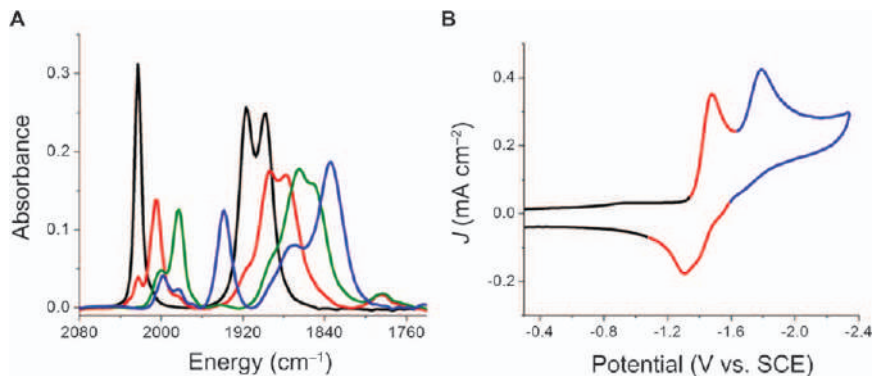 A
B
0.3
0.2
0.1
0.0
Absorbance
2080 2000 1920 1840 1760
Energy (cm⁻¹)
0.4
0.2
0.0
-0.2
J (mA cm⁻²)
-0.4 -0.8 -1.2 -1.6 -2.0 -2.4
Potential (V vs. SCE)